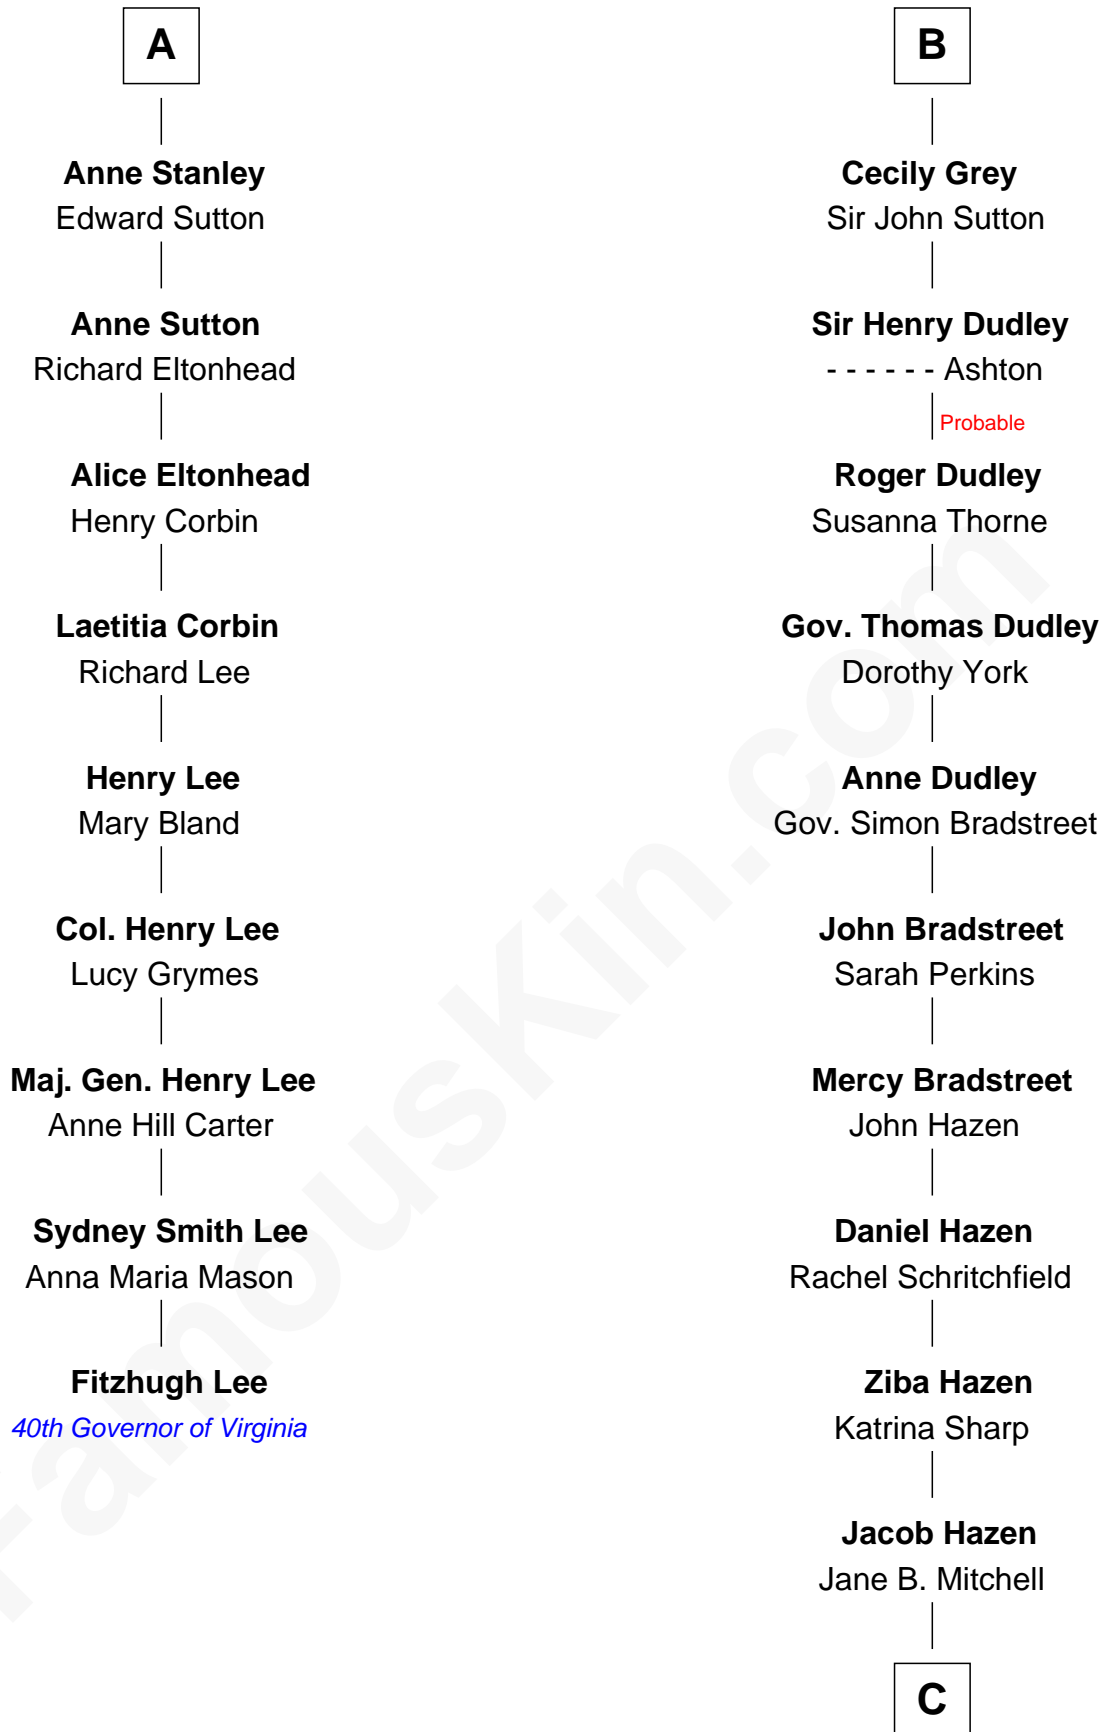 A
Anne Stanley
Edward Sutton
Anne Sutton
Richard Eltonhead
Alice Eltonhead
Henry Corbin
Laetitia Corbin
Richard Lee
Henry Lee
Mary Bland
Col. Henry Lee
Lucy Grymes
Maj. Gen. Henry Lee
Anne Hill Carter
Sydney Smith Lee
Anna Maria Mason
Fitzhugh Lee
40th Governor of Virginia
B
Cecily Grey
Sir John Sutton
Sir Henry Dudley
- - - - - - Ashton
Probable
Roger Dudley
Susanna Thorne
Gov. Thomas Dudley
Dorothy York
Anne Dudley
Gov. Simon Bradstreet
John Bradstreet
Sarah Perkins
Mercy Bradstreet
John Hazen
Daniel Hazen
Rachel Schritchfield
Ziba Hazen
Katrina Sharp
Jacob Hazen
Jane B. Mitchell
C
FamousKin.com